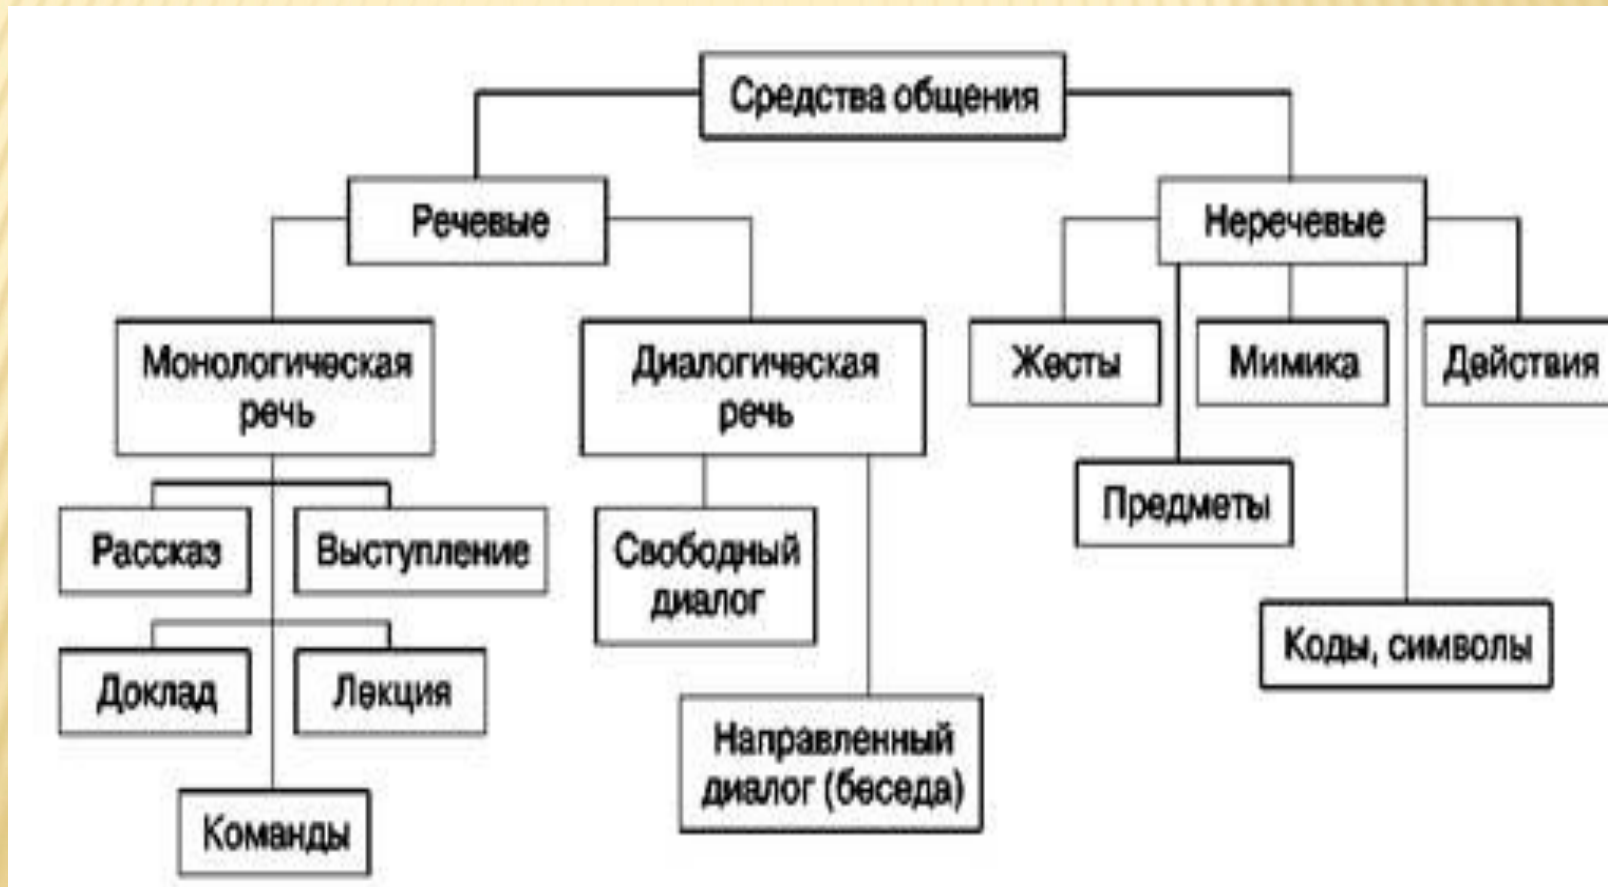 Средства общения
Речевые
Неречевые
Монологическая
речь
Диалогическая
речь
Жесты
Мимика
Действия
Предметы
Рассказ
Выступление
Свободный
диалог
Коды, символы
Доклад
Лекция
Направленный
диалог (беседа)
Команды